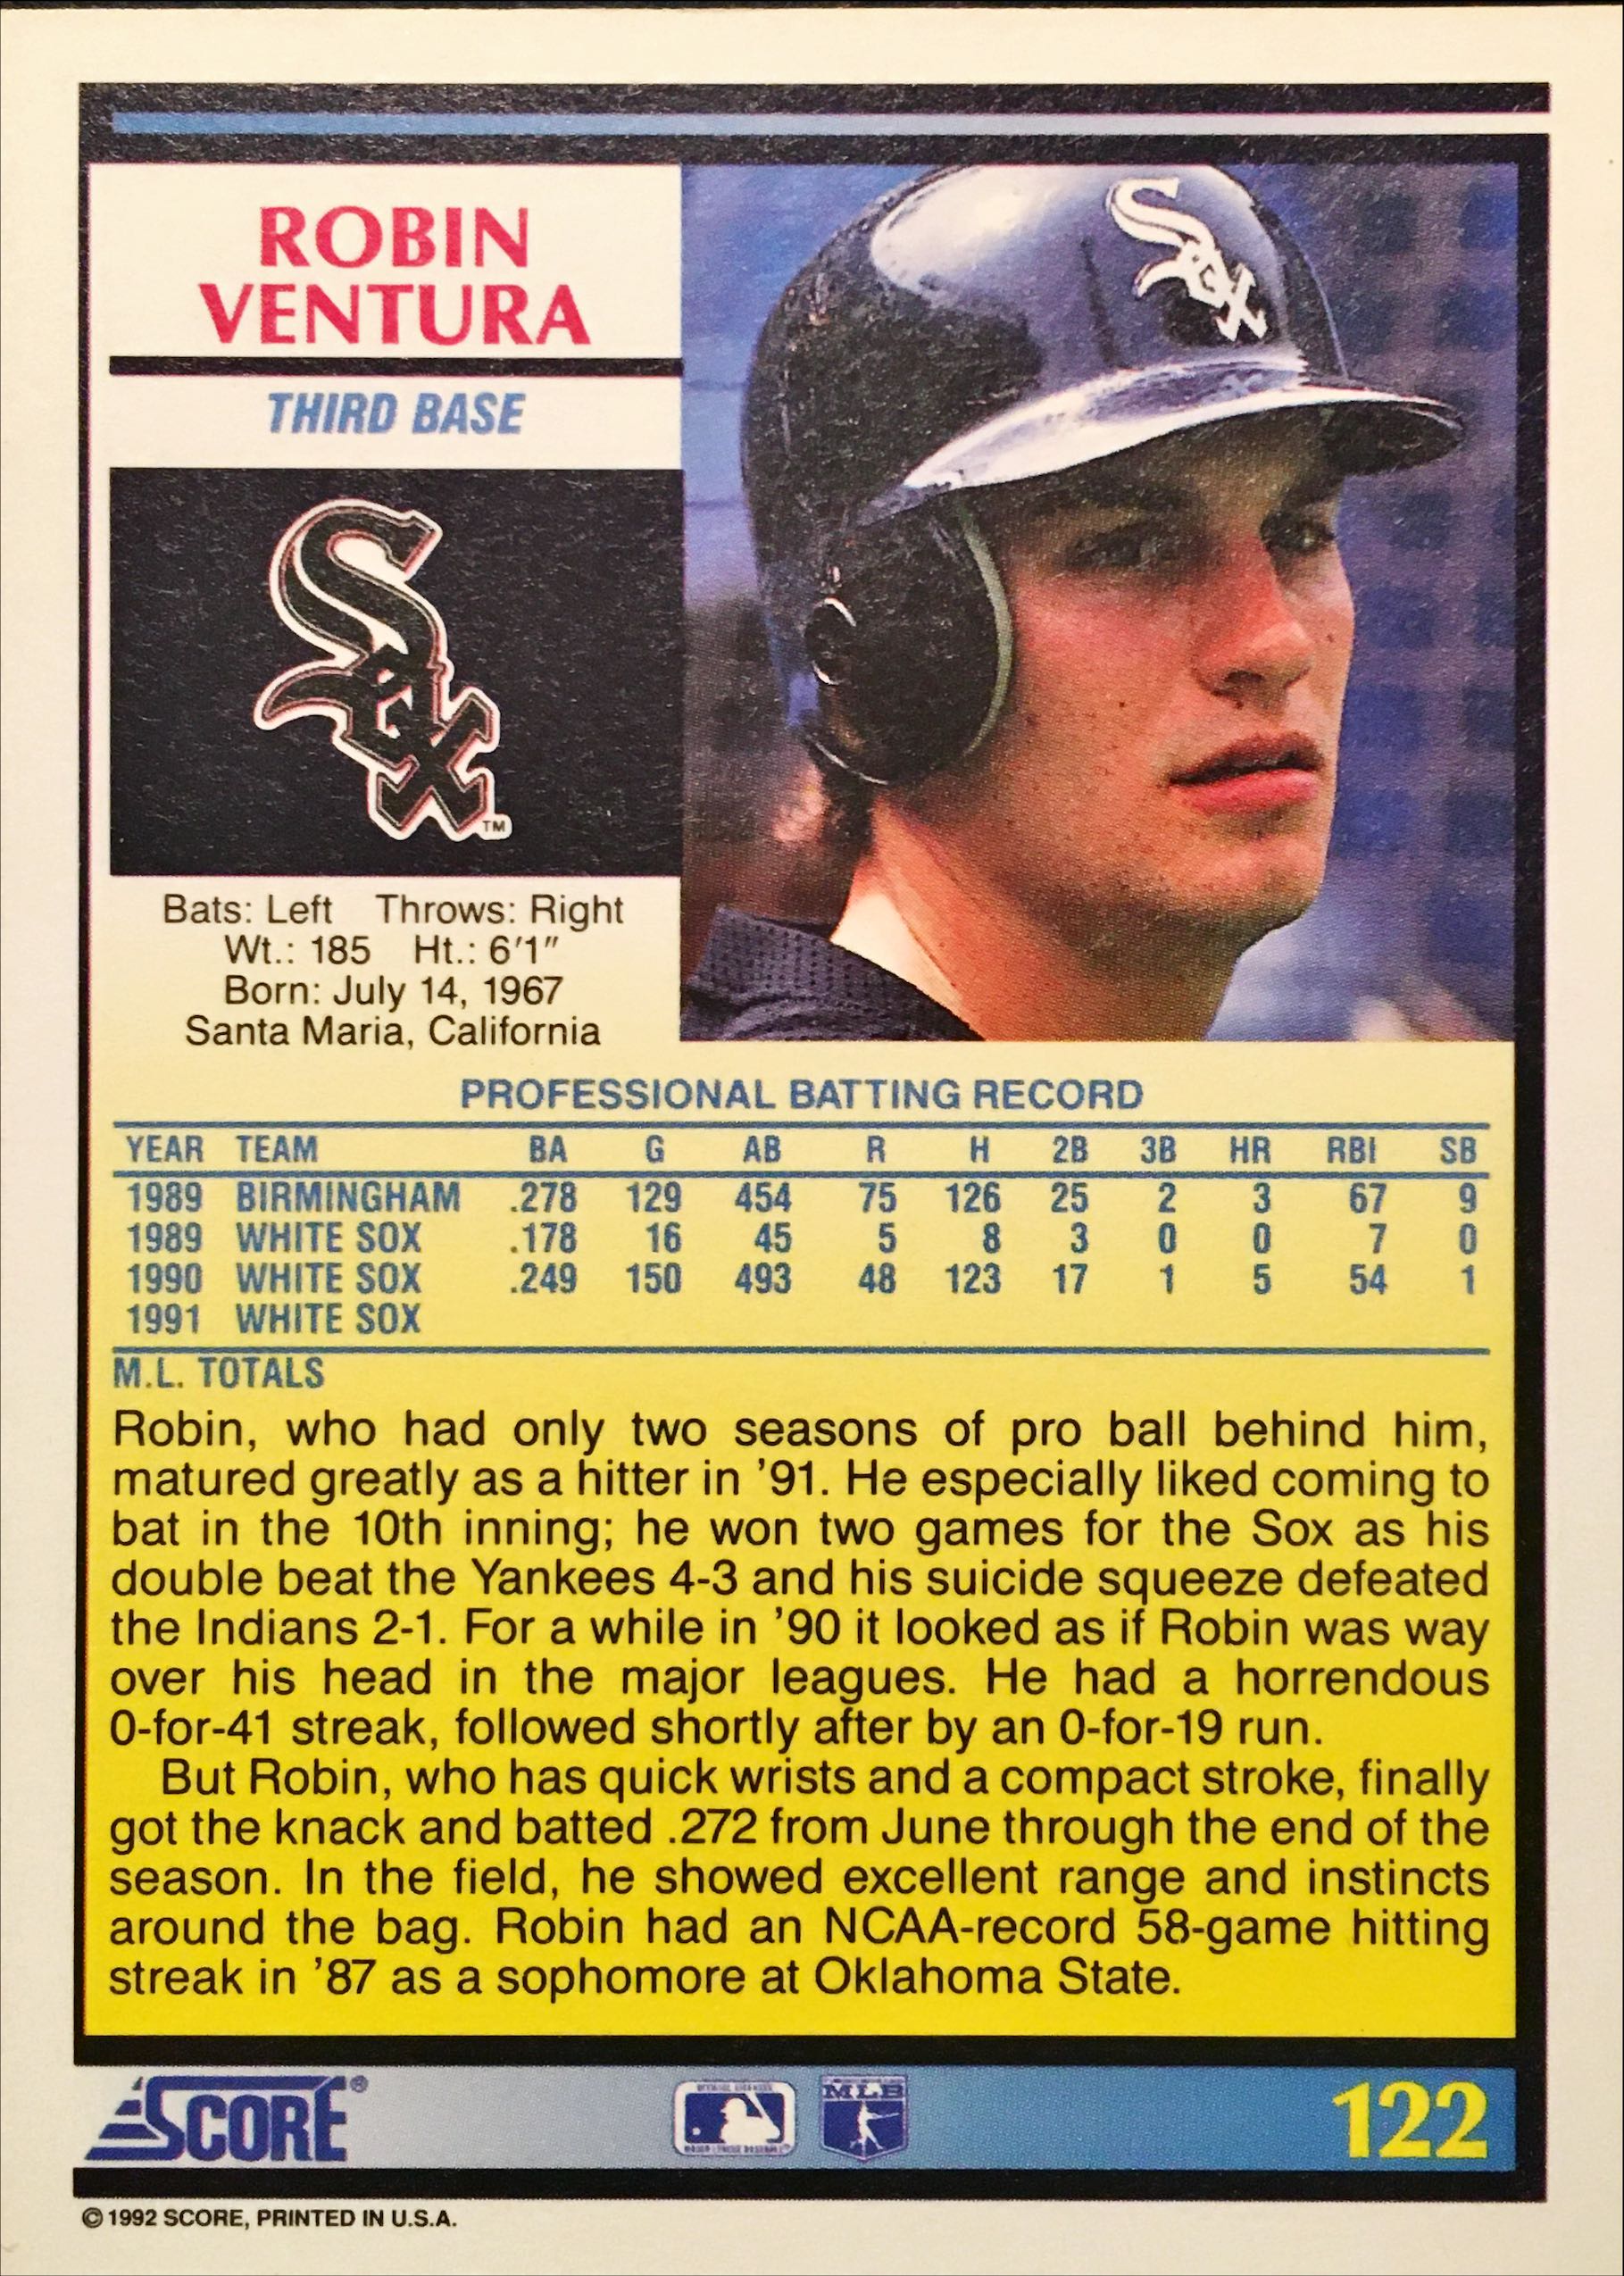 ROBIN
VENTURA
THIRD BASE
Sox
Sox
TM
Bats: Left Throws: Right
Wt.: 185 Ht.: 6'1"
Born: July 14, 1967
Santa Maria, California
PROFESSIONAL BATTING RECORD
YEAR TEAM BA G AB R H 2B 3B HR RBI SB
1989 BIRMINGHAM .278 129 454 75 126 25 2 3 67 9
1989 WHITE SOX .178 16 45 5 8 3 0 0 7 0
1990 WHITE SOX .249 150 493 48 123 17 1 5 54 1
1991 WHITE SOX
M.L. TOTALS
Robin, who had only two seasons of pro ball behind him,
matured greatly as a hitter in '91. He especially liked coming to
bat in the 10th inning; he won two games for the Sox as his
double beat the Yankees 4-3 and his suicide squeeze defeated
the Indians 2-1. For a while in '90 it looked as if Robin was way
over his head in the major leagues. He had a horrendous
0-for-41 streak, followed shortly after by an 0-for-19 run.
But Robin, who has quick wrists and a compact stroke, finally
got the knack and batted .272 from June through the end of the
season. In the field, he showed excellent range and instincts
around the bag. Robin had an NCAA-record 58-game hitting
streak in '87 as a sophomore at Oklahoma State.
SCORE®
MLB
122
© 1992 SCORE, PRINTED IN U.S.A.